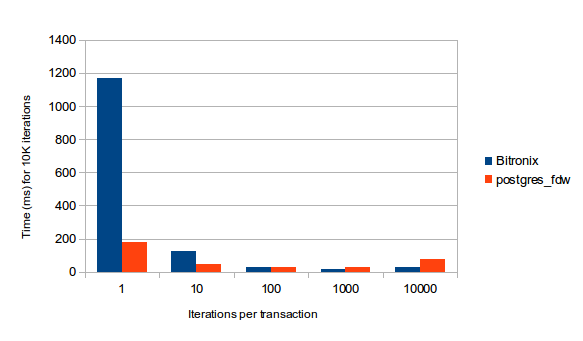 1400
1200
1000
800
600
400
200
0
Time (ms) for 10K iterations
1 10 100 1000 10000
Iterations per transaction
Bitronix
postgres_fdw